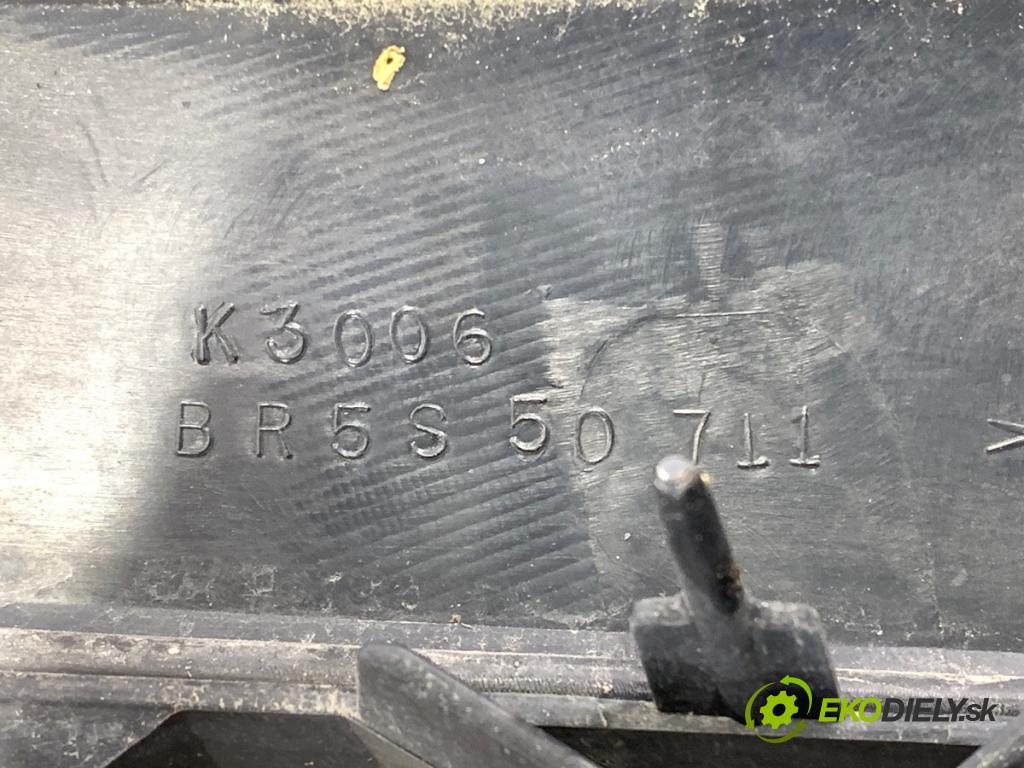 K3006
BR5S 50 711
>
EKODIELY.sk